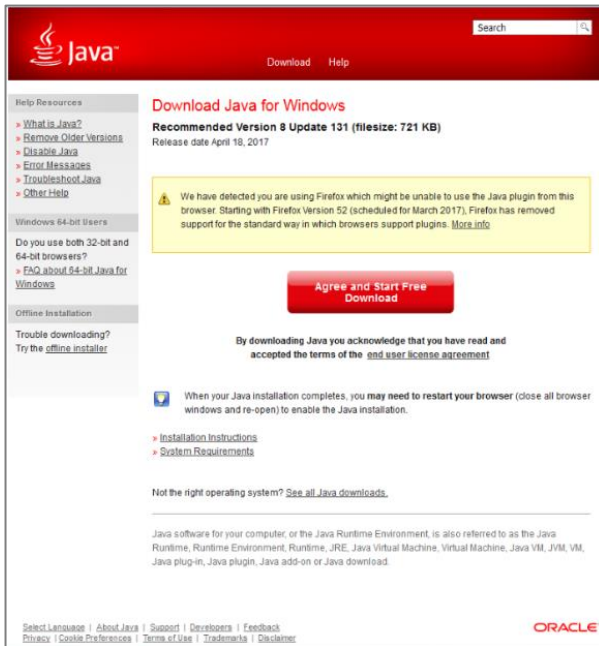 Java™
Search
Download Help
Help Resources
» What is Java?
» Remove Older Versions
» Disable Java
» Error Messages
» Troubleshoot Java
» Other Help
Windows 64-bit Users
Do you use both 32-bit and
64-bit browsers?
» FAQ about 64-bit Java for
Windows
Offline Installation
Trouble downloading?
Try the offline installer
Download Java for Windows
Recommended Version 8 Update 131 (filesize: 721 KB)
Release date April 18, 2017
We have detected you are using Firefox which might be unable to use the Java plugin from this
browser. Starting with Firefox Version 52 (scheduled for March 2017), Firefox has removed
support for the standard way in which browsers support plugins. More info
Agree and Start Free
Download
By downloading Java you acknowledge that you have read and
accepted the terms of the end user license agreement
When your Java installation completes, you may need to restart your browser (close all browser
windows and re-open) to enable the Java installation.
» Installation Instructions
» System Requirements
Not the right operating system? See all Java downloads.
Java software for your computer, or the Java Runtime Environment, is also referred to as the Java
Runtime, Runtime Environment, Runtime, JRE, Java Virtual Machine, Virtual Machine, Java VM, JVM, VM,
Java plug-in, Java plugin, Java add-on or Java download.
Select Language | About Java | Support | Developers | Feedback
Privacy | Cookie Preferences | Terms of Use | Trademarks | Disclaimer
ORACLE